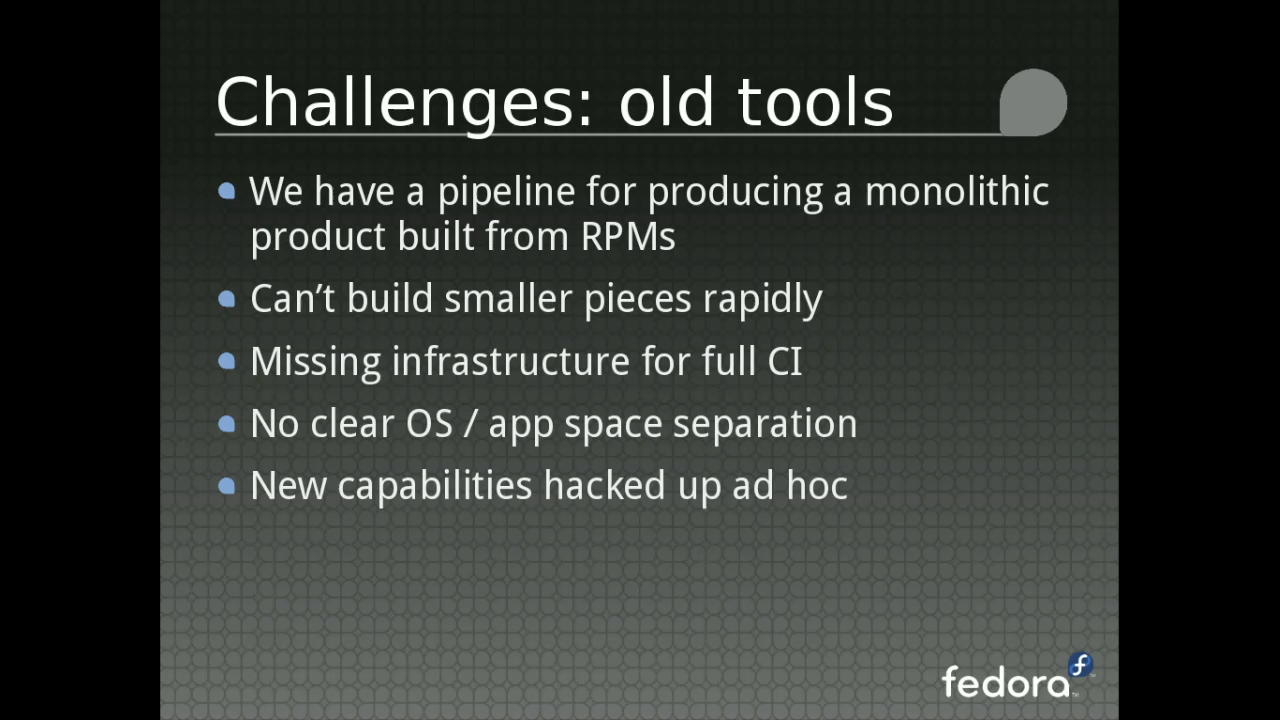 Challenges: old tools
We have a pipeline for producing a monolithic
product built from RPMs
Can’t build smaller pieces rapidly
Missing infrastructure for full CI
No clear OS / app space separation
New capabilities hacked up ad hoc
fedora